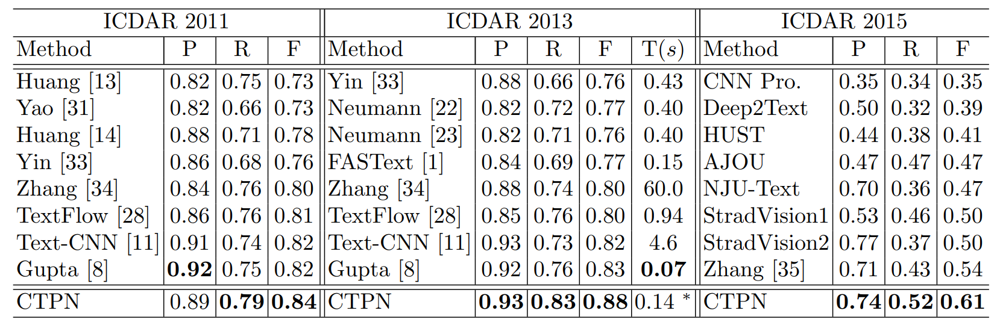 ICDAR 2011 ICDAR 2013 ICDAR 2015
Method P R F Method P R F T(s) Method P R F
Huang [13] 0.82 0.75 0.73 Yin [33] 0.88 0.66 0.76 0.43 CNN Pro. 0.35 0.34 0.35
Yao [31] 0.82 0.66 0.73 Neumann [22] 0.82 0.72 0.77 0.40 Deep2Text 0.50 0.32 0.39
Huang [14] 0.88 0.71 0.78 Neumann [23] 0.82 0.71 0.76 0.40 HUST 0.44 0.38 0.41
Yin [33] 0.86 0.68 0.76 FASText [1] 0.84 0.69 0.77 0.15 AJOU 0.47 0.47 0.47
Zhang [34] 0.84 0.76 0.80 Zhang [34] 0.88 0.74 0.80 60.0 NJU-Text 0.70 0.36 0.47
TextFlow [28] 0.86 0.76 0.81 TextFlow [28] 0.85 0.76 0.80 0.94 StradVision1 0.53 0.46 0.50
Text-CNN [11] 0.91 0.74 0.82 Text-CNN [11] 0.93 0.73 0.82 4.6 StradVision2 0.77 0.37 0.50
Gupta [8] 0.92 0.75 0.82 Gupta [8] 0.92 0.76 0.83 0.07 Zhang [35] 0.71 0.43 0.54
CTPN 0.89 0.79 0.84 CTPN 0.93 0.83 0.88 0.14 * CTPN 0.74 0.52 0.61